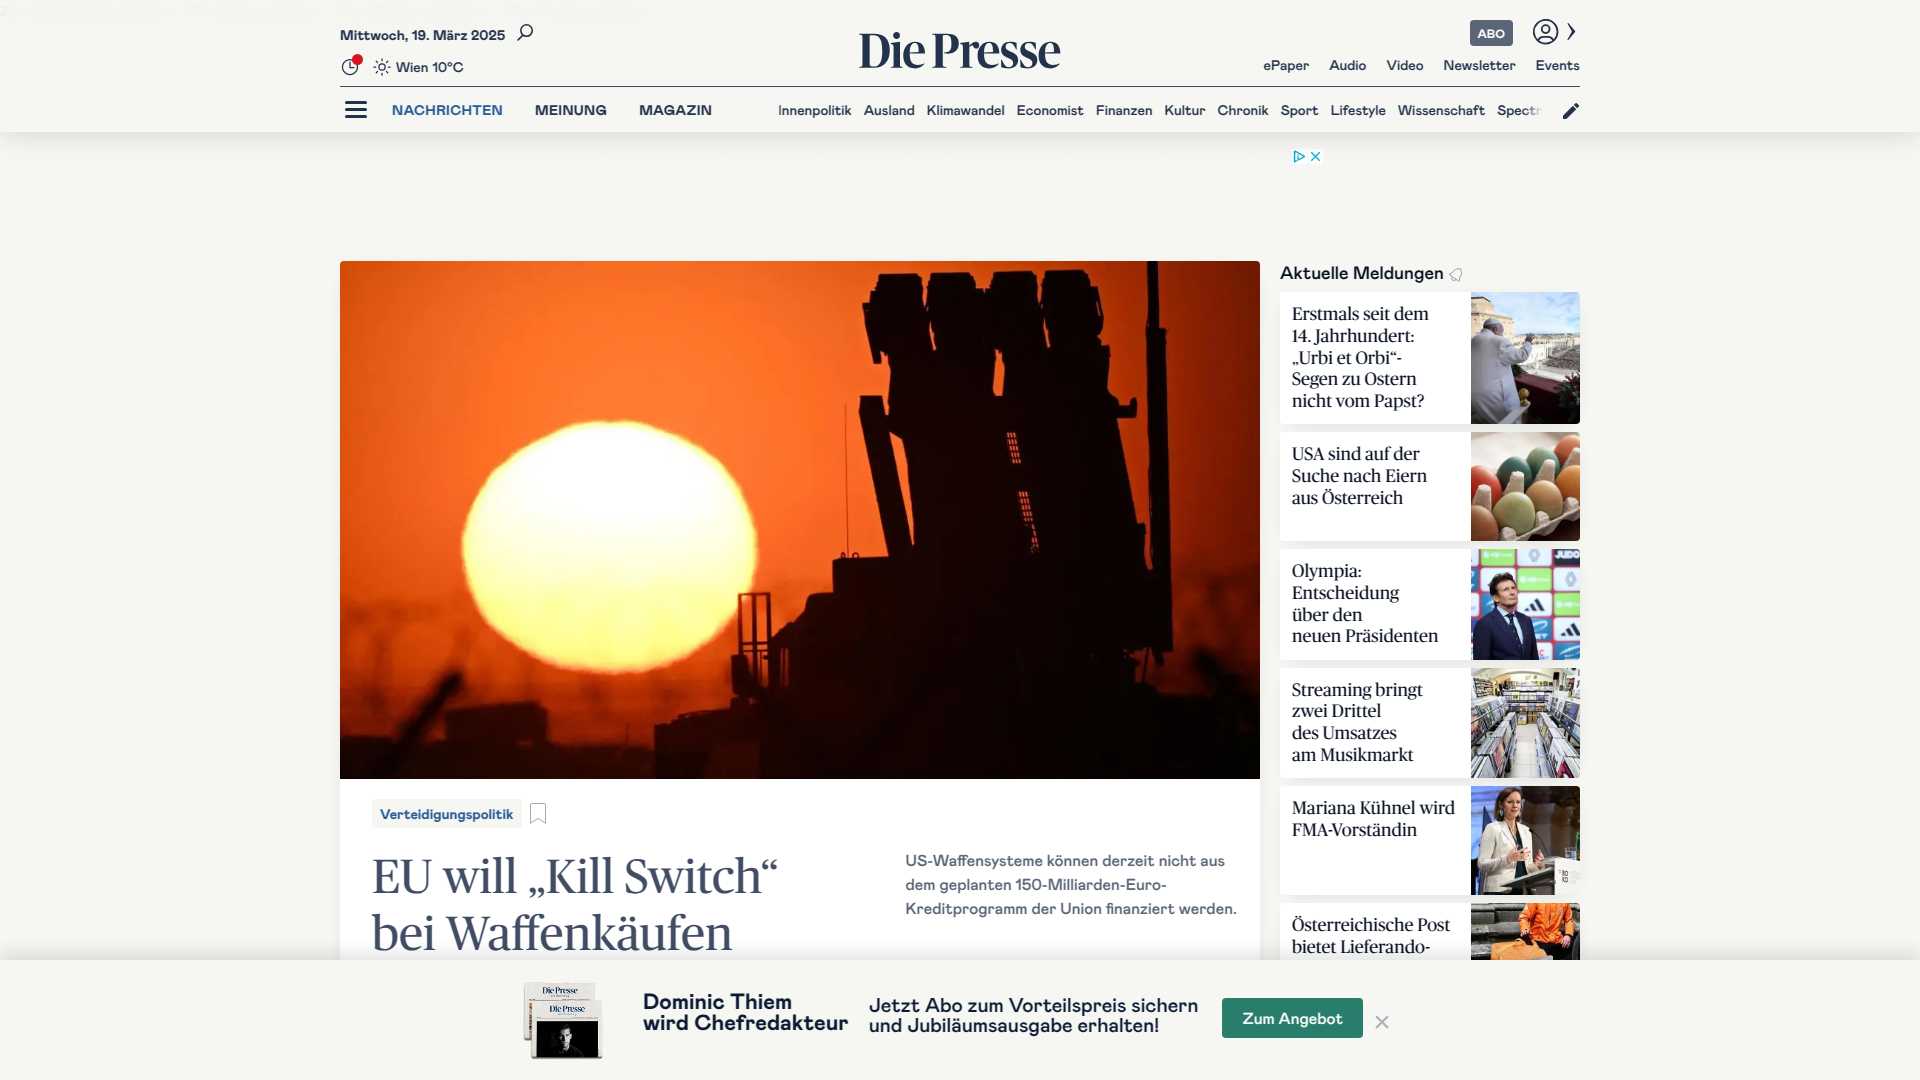 Mittwoch, 19. März 2025
Wien 10°C
Die Presse
ABO
ePaper Audio Video Newsletter Events
NACHRICHTEN MEINUNG MAGAZIN Innenpolitik Ausland Klimawandel Economist Finanzen Kultur Chronik Sport Lifestyle Wissenschaft
Aktuelle Meldungen
Erstmals seit dem
14. Jahrhundert:
„Urbi et Orbi“-
Segen zu Ostern
nicht vom Papst?
USA sind auf der
Suche nach Eiern
aus Österreich
Olympia:
Entscheidung
über den
neuen Präsidenten
JUDO
Streaming bringt
zwei Drittel
des Umsatzes
am Musikmarkt
Mariana Kühnel wird
FMA-Vorständin
Österreichische Post
bietet Lieferando-
Verteidigungspolitik
EU will „Kill Switch“
bei Waffenkäufen
US-Waffensysteme können derzeit nicht aus
dem geplanten 150-Milliarden-Euro-
Kreditprogramm der Union finanziert werden.
Die Presse
Die Presse
Dominic Thiem
wird Chefredakteur
Jetzt Abo zum Vorteilspreis sichern
und Jubiläumsausgabe erhalten!
Zum Angebot